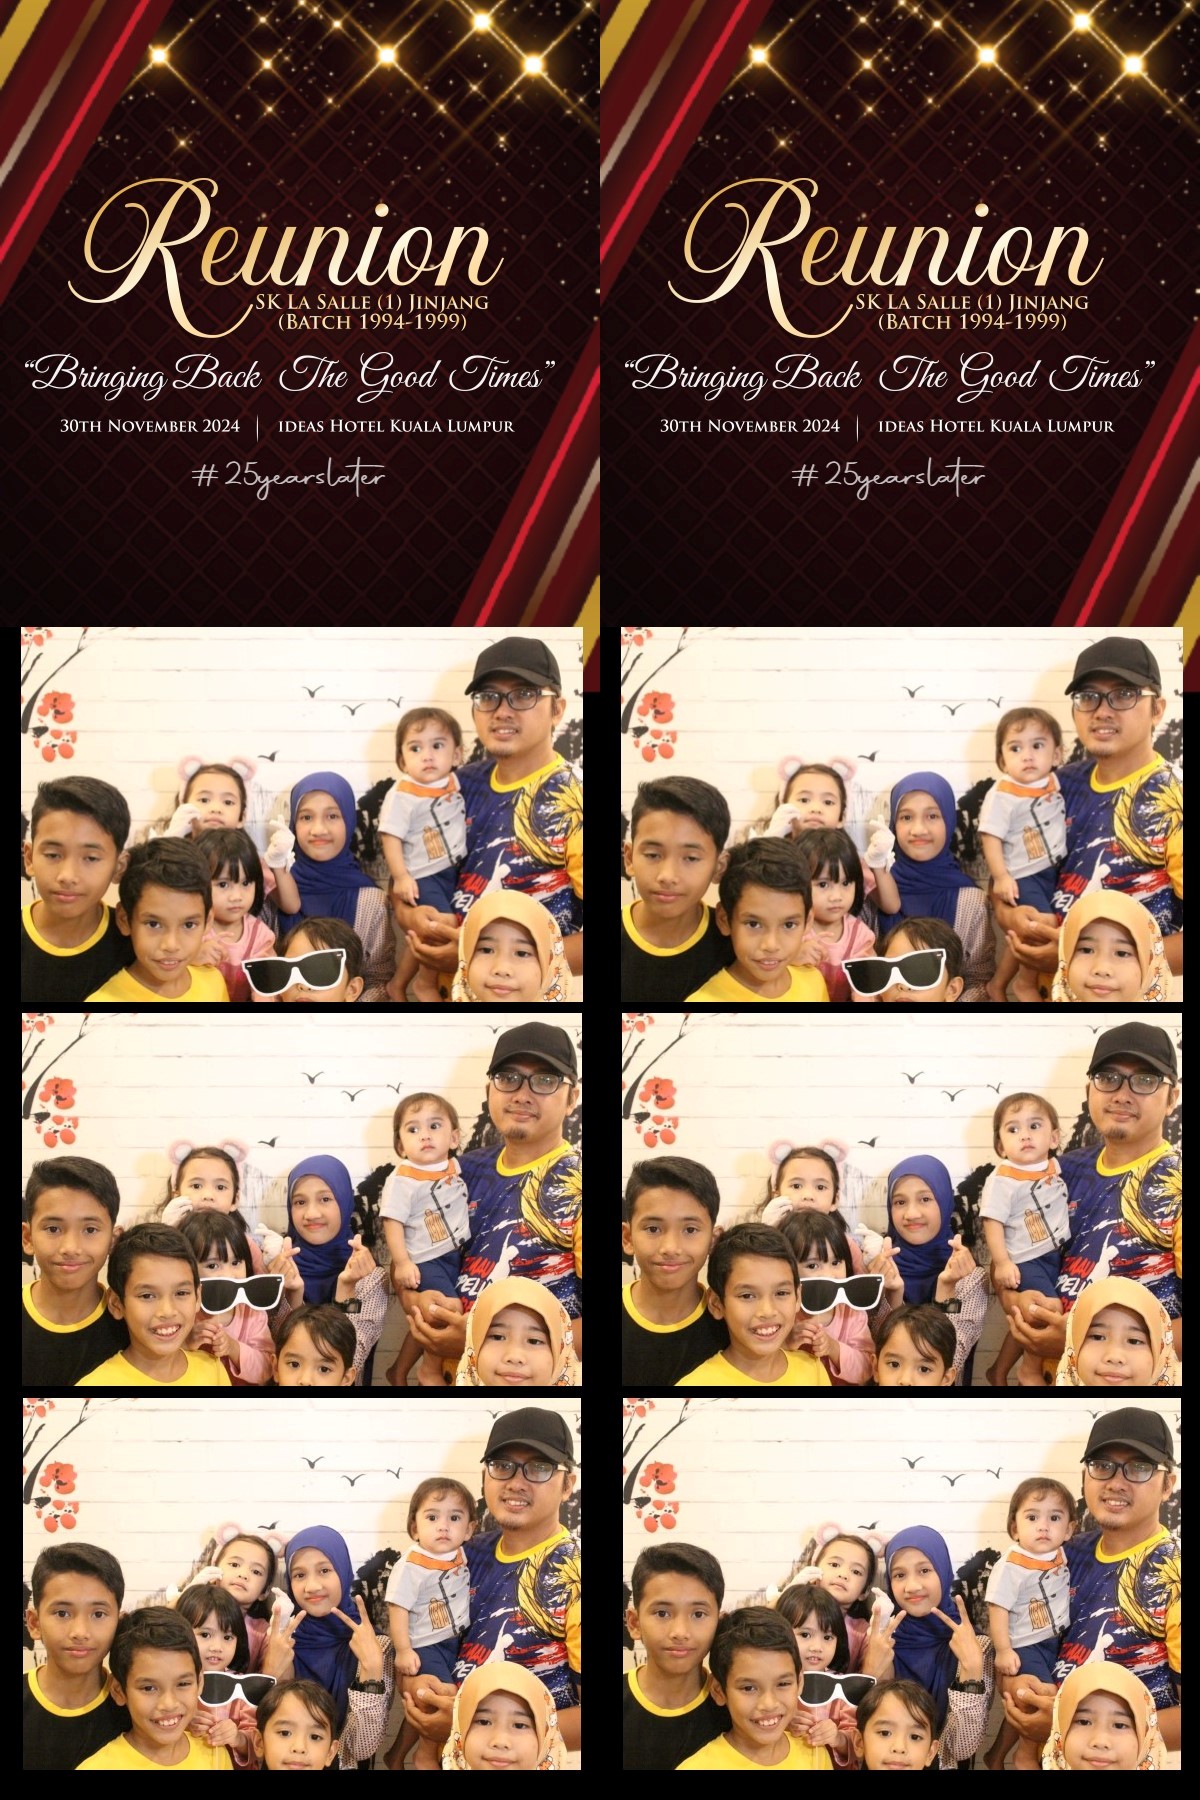 Reunion
SK La Salle (1) Jinjang
(Batch 1994-1999)
“Bringing Back The Good Times”
30th November 2024 | ideas Hotel Kuala Lumpur
#25yearslater
Reunion
SK La Salle (1) Jinjang
(Batch 1994-1999)
“Bringing Back The Good Times”
30th November 2024 | ideas Hotel Kuala Lumpur
#25yearslater